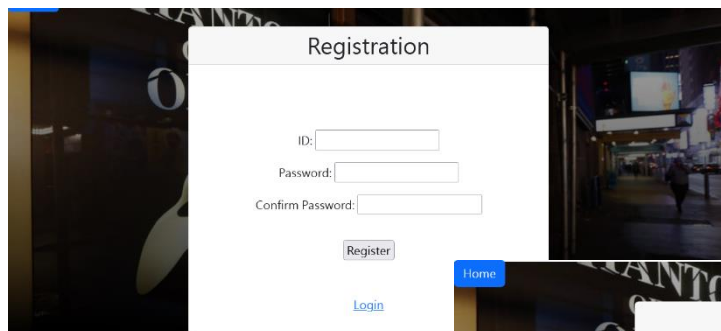 Registration
ID:
Password:
Confirm Password:
Register
Home
Login